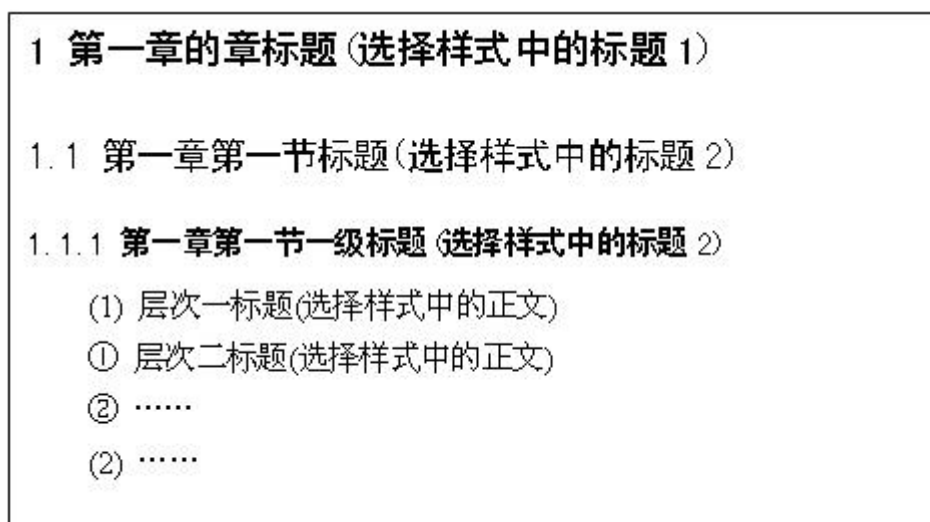 1 第一章的章标题(选择样式中的标题1)
1.1 第一章第一节标题(选择样式中的标题2)
1.1.1 第一章第一节一级标题(选择样式中的标题2)
(1) 层次一标题(选择样式中的正文)
① 层次二标题(选择样式中的正文)
② ……
(2) ……